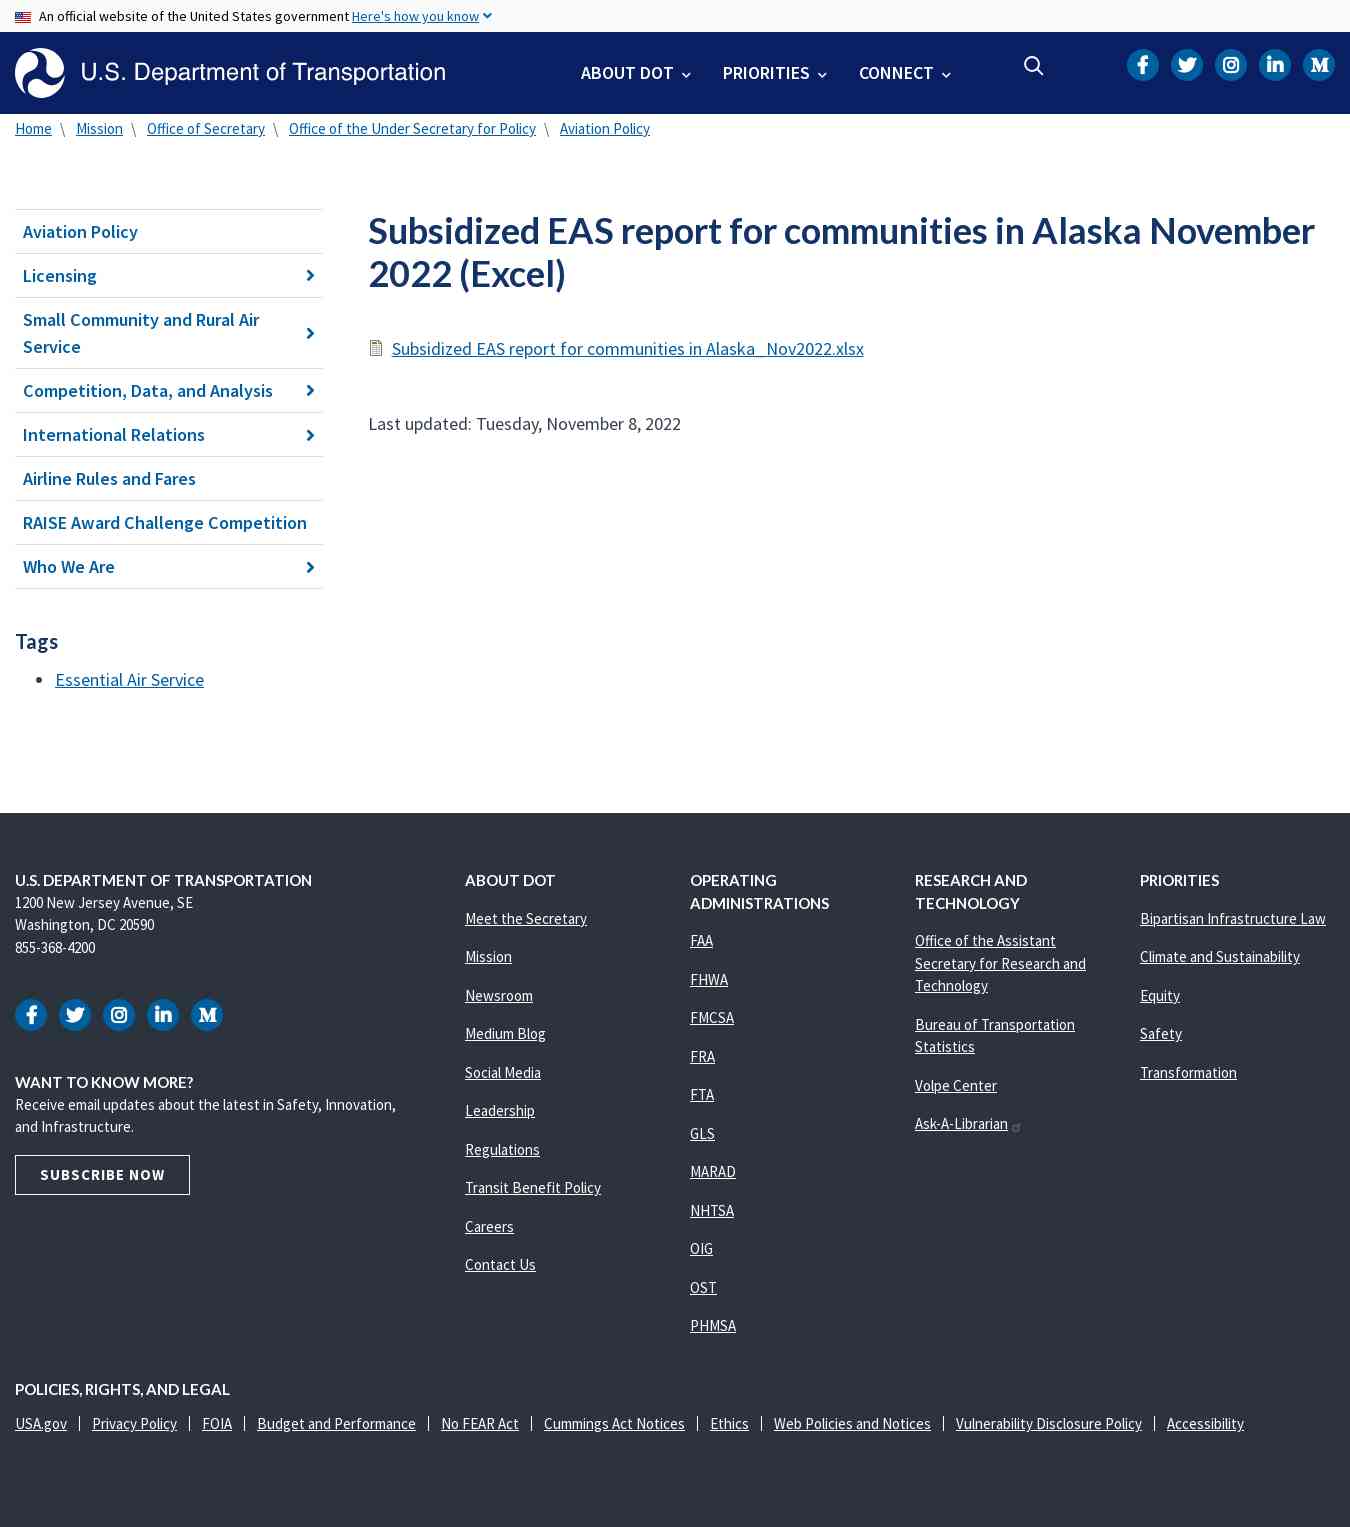 An official website of the United States government Here's how you know
U.S. Department of Transportation
ABOUT DOT
PRIORITIES
CONNECT
Home \ Mission \ Office of Secretary \ Office of the Under Secretary for Policy \ Aviation Policy
Aviation Policy
Licensing
Small Community and Rural Air
Service
Competition, Data, and Analysis
International Relations
Airline Rules and Fares
RAISE Award Challenge Competition
Who We Are
Tags
Essential Air Service
Subsidized EAS report for communities in Alaska November
2022 (Excel)
Subsidized EAS report for communities in Alaska_Nov2022.xlsx
Last updated: Tuesday, November 8, 2022
U.S. DEPARTMENT OF TRANSPORTATION
1200 New Jersey Avenue, SE
Washington, DC 20590
855-368-4200
WANT TO KNOW MORE?
Receive email updates about the latest in Safety, Innovation,
and Infrastructure.
SUBSCRIBE NOW
ABOUT DOT
Meet the Secretary
Mission
Newsroom
Medium Blog
Social Media
Leadership
Regulations
Transit Benefit Policy
Careers
Contact Us
OPERATING
ADMINISTRATIONS
FAA
FHWA
FMCSA
FRA
FTA
GLS
MARAD
NHTSA
OIG
OST
PHMSA
RESEARCH AND
TECHNOLOGY
Office of the Assistant
Secretary for Research and
Technology
Bureau of Transportation
Statistics
Volpe Center
Ask-A-Librarian
PRIORITIES
Bipartisan Infrastructure Law
Climate and Sustainability
Equity
Safety
Transformation
POLICIES, RIGHTS, AND LEGAL
USA.gov | Privacy Policy | FOIA | Budget and Performance | No FEAR Act | Cummings Act Notices | Ethics | Web Policies and Notices | Vulnerability Disclosure Policy | Accessibility